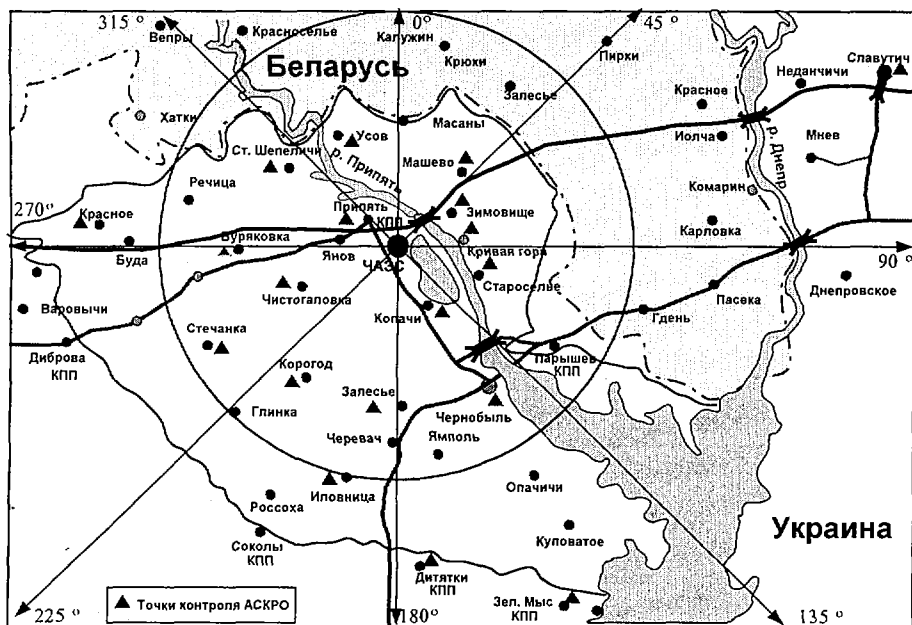 315 °
0°
45 °
Вепры
Красноселье
Калужин
Крюхи
Пирки
Славутич
Беларусь
Залесье
Неданчичи
Красное
Хатки
Усов
Масаны
Иолча
р. Днепр
Мнев
Ст. Шепеличи
р. Припять
Машево
Речица
Комарин
270 °
Красное
Припять
КПП
Зимовище
Карловка
Буряковка
Кривая гора
Буда
Янов
ЧАЭС
90 °
Староселье
Варовычи
Чистогаловка
Копачи
Гдень
Пасека
Днепровское
Стечанка
Диброва
КПП
Корогод
Парышев
КПП
Залесье
Глинка
Чернобыль
Черевач
Ямполь
Иловница
Опачичи
Россоха
Украина
Соколы
КПП
Куповатое
Дитятки
КПП
Точки контроля АСКРО
Зел. Мыс
КПП
225 °
180°
135 °